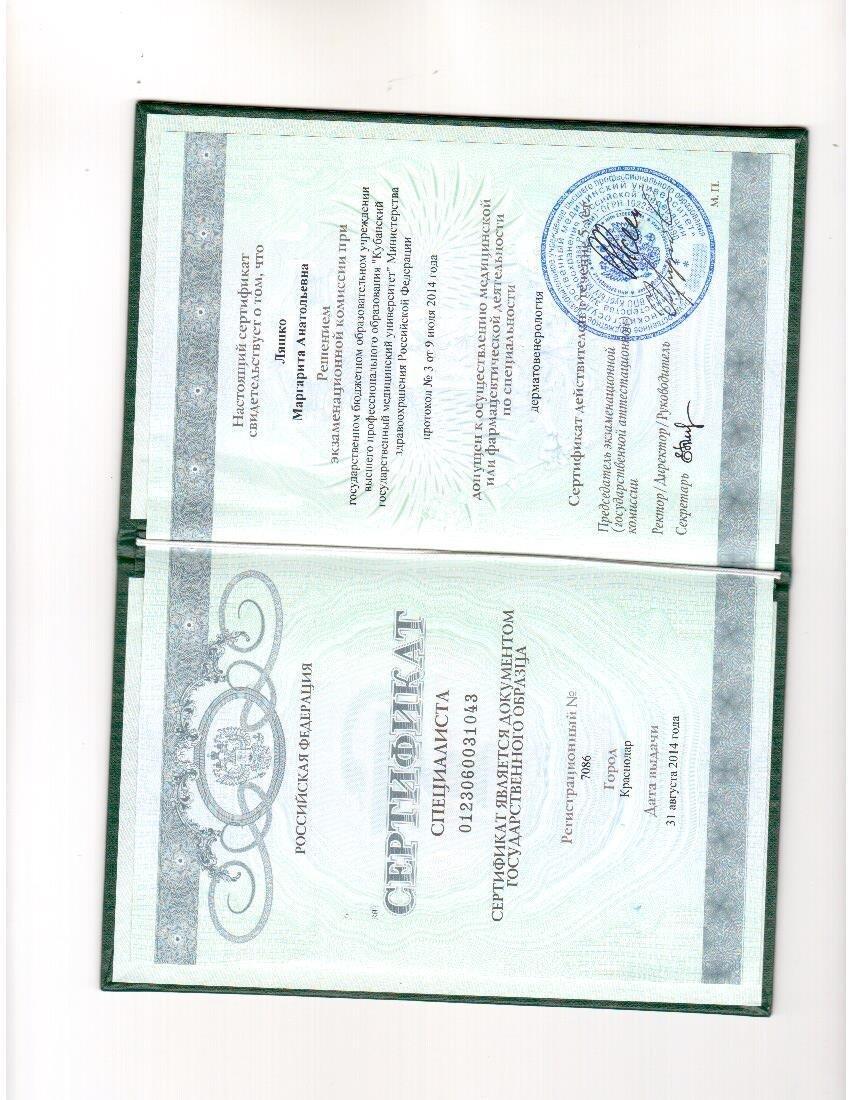 РОССИЙСКАЯ ФЕДЕРАЦИЯ
СЕРТИФИКАТ
СПЕЦИАЛИСТА
0123060031043
СЕРТИФИКАТ ЯВЛЯЕТСЯ ДОКУМЕНТОМ
ГОСУДАРСТВЕННОГО ОБРАЗЦА
Регистрационный №
7086
Город
Краснодар
Дата выдачи
31 августа 2014 года
Настоящий сертификат
свидетельствует о том, что
Ляшко
Маргарита Анатольевна
Решением
экзаменационной комиссии при
государственном бюджетном образовательном учреждении
высшего профессионального образования "Кубанский
государственный медицинский университет" Министерства
здравоохранения Российской Федерации
протокол № 3 от 9 июля 2014 года
допущен к осуществлению медицинской
или фармацевтической деятельности
по специальности
дерматовенерология
Сертификат действителен в течение 5 лет.
Председатель экзаменационной
(государственной аттестационной)
комиссии
Ректор/Директор/Руководитель
Секретарь
М.П.